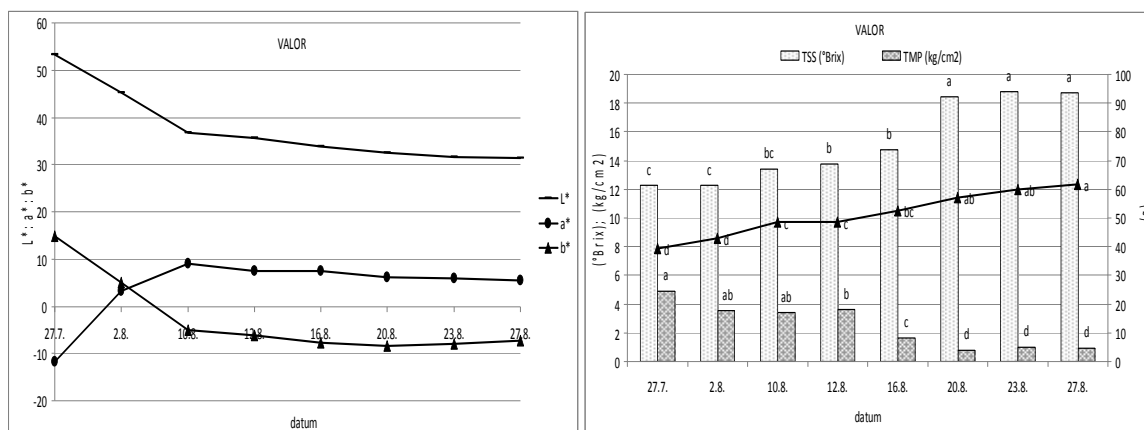 VALOR
60
50
40
30
20
10
0
-10
-20
L*; a*; b*
27.7. 2.8. 10.8. 12.8. 16.8. 20.8. 23.8. 27.8.
datum
L*
a*
b*
VALOR
TSS (°Brix) TMP (kg/cm2)
20
18
16
14
12
10
8
6
4
2
0
(°Brix); (kg/cm2)
100
90
80
70
60
50
40
30
20
10
0
c c bc b b a a a
d d c c bc ab ab a
a ab ab b c d d d
27.7. 2.8. 10.8. 12.8. 16.8. 20.8. 23.8. 27.8.
datum